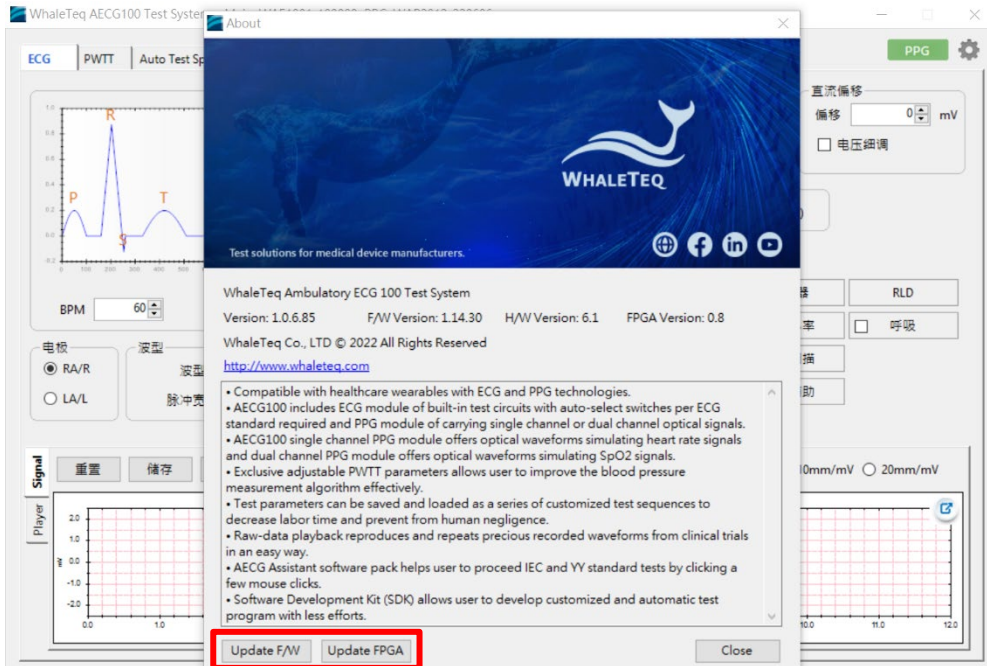 WhaleTeq AECG100 Test System
About
ECG
PWTT
Auto Test
PPG
R
P
T
S
BPM
60
电极
RA/R
LA/L
波型
波型
直流偏移
偏移
0
mV
电压细调
WHALETEQ
Test solutions for medical device manufacturers.
WhaleTeq Ambulatory ECG 100 Test System
Version: 1.0.6.85 F/W Version: 1.14.30 H/W Version: 6.1 FPGA Version: 0.8
WhaleTeq Co., LTD © 2022 All Rights Reserved
http://www.whaleteq.com
• Compatible with healthcare wearables with ECG and PPG technologies.
• AECG100 includes ECG module of built-in test circuits with auto-select switches per ECG
standard required and PPG module of carrying single channel or dual channel optical signals.
• AECG100 single channel PPG module offers optical waveforms simulating heart rate signals
and dual channel PPG module offers optical waveforms simulating SpO2 signals.
• Exclusive adjustable PWTT parameters allows user to improve the blood pressure
measurement algorithm effectively.
• Test parameters can be saved and loaded as a series of customized test sequences to
decrease labor time and prevent from human negligence.
• Raw-data playback reproduces and repeats precious recorded waveforms from clinical trials
in an easy way.
• AECG Assistant software pack helps user to proceed IEC and YY standard tests by clicking a
few mouse clicks.
• Software Development Kit (SDK) allows user to develop customized and automatic test
program with less efforts.
Update F/W
Update FPGA
Close
RLD
呼吸
Signal
Player
重置
储存
10mm/mV
20mm/mV
mV
2.0
1.0
0.0
-1.0
-2.0
0.0
1.0
10.0
11.0
12.0